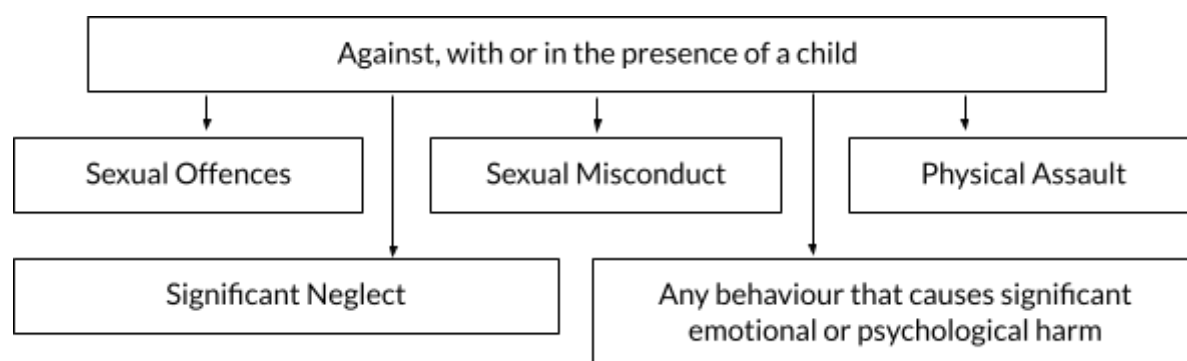 Against, with or in the presence of a child
Sexual Offences
Sexual Misconduct
Physical Assault
Significant Neglect
Any behaviour that causes significant
emotional or psychological harm